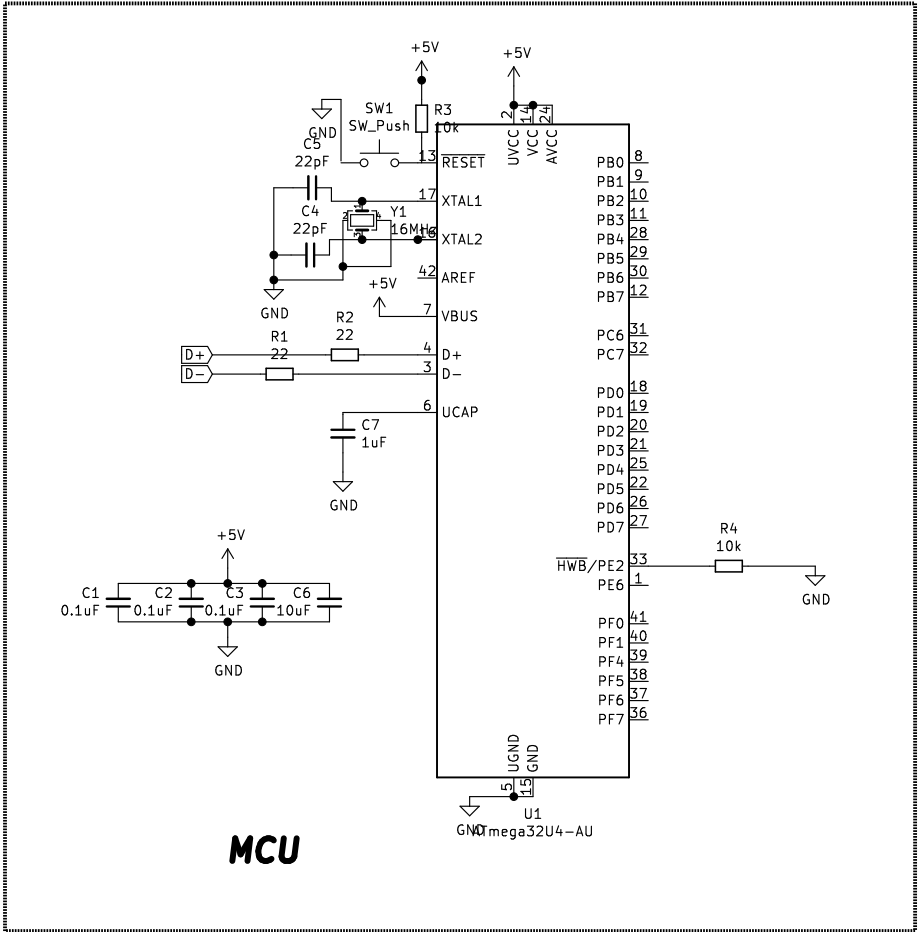 +5V
+5V
SW1
SW_Push
R3
10k
GND
2
14
24
UVCC
VCC
AVCC
C5
22pF
13
RESET
PB0
8
PB1
9
17
XTAL1
PB2
10
C4
22pF
1
2
4
3
Y1
16MHz
PB3
11
16
XTAL2
PB4
28
PB5
29
42
AREF
PB6
30
+5V
PB7
12
GND
7
VBUS
R2
22
R1
22
PC6
31
D+
4
D+
PC7
32
D-
3
D-
PD0
18
6
UCAP
PD1
19
C7
1uF
PD2
20
PD3
21
PD4
25
PD5
22
GND
PD6
26
PD7
27
+5V
R4
10k
HWB/PE2
33
PE6
1
GND
C1
0.1uF
C2
0.1uF
C3
0.1uF
C6
10uF
PF0
41
PF1
40
PF4
39
GND
PF5
38
PF6
37
PF7
36
UGND
GND
5
15
U1
GND
ATmega32U4-AU
MCU